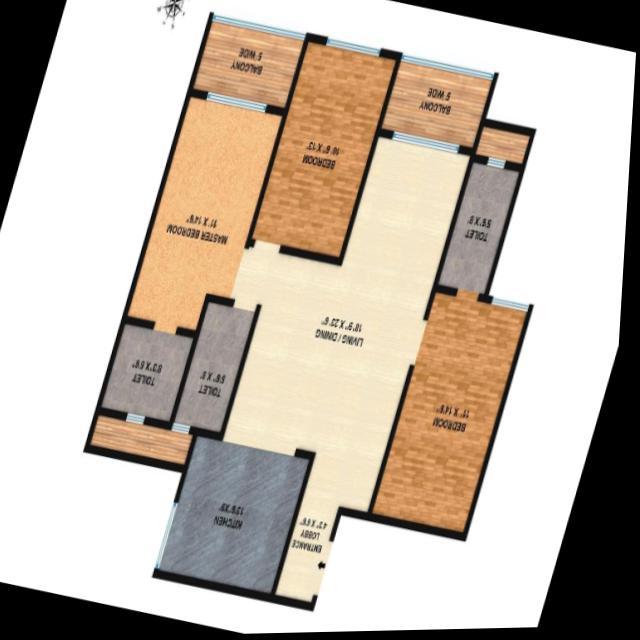 ENTRANCE
LOBBY
4'3" X 6'6"
KITCHEN
13'6"X9'
BEDROOM
11' X 14'6"
TOILET
5'6" X 8'
TOILET
8'3" X 5'6"
LIVING / DINING
18'9" X 23'6"
TOILET
5'6" X 8'
MASTER BEDROOM
11' X 14'6"
BEDROOM
10'6" X 13'
BALCONY
5' WIDE
BALCONY
5' WIDE